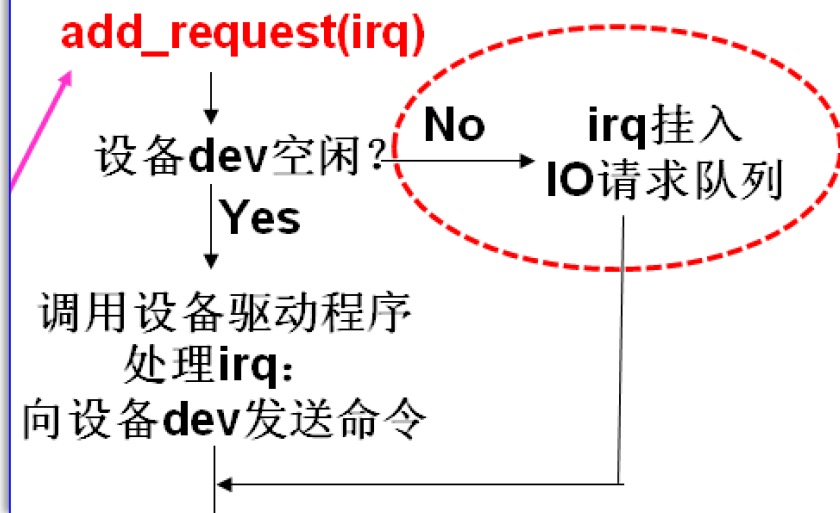 add_request(irq)
设备dev空闲？
No
irq挂入
IO请求队列
Yes
调用设备驱动程序
处理irq：
向设备dev发送命令